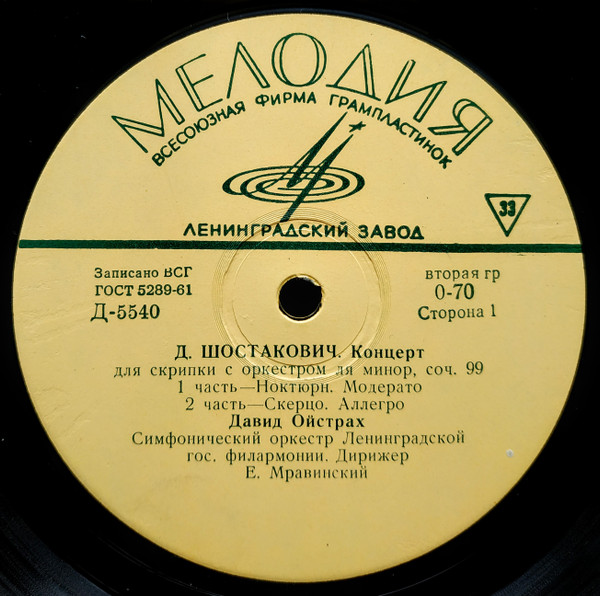 МЕЛОДИЯ
ВСЕСОЮЗНАЯ ФИРМА ГРАМПЛАСТИНОК
33
ЛЕНИНГРАДСКИЙ ЗАВОД
Записано ВСГ
ГОСТ 5289-61
Д-5540
вторая гр
0-70
Сторона 1
Д. ШОСТАКОВИЧ. Концерт
для скрипки с оркестром ля минор, соч. 99
1 часть—Ноктюрн. Модерато
2 часть—Скерцо. Аллегро
Давид Ойстрах
Симфонический оркестр Ленинградской
гос. филармонии. Дирижер
Е. Мравинский